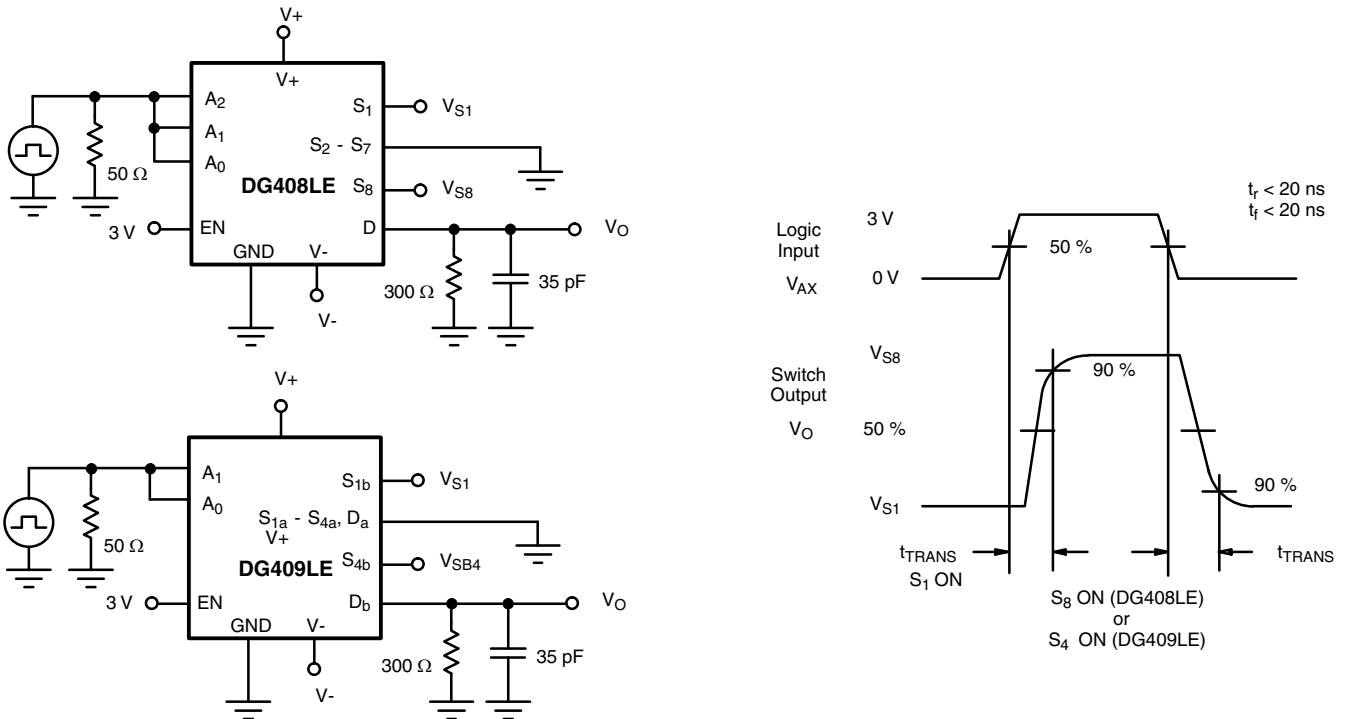 V+
V+
A2
A1
A0
50 Ω
S1
VS1
S2 - S7
DG408LE
S8
VS8
3 V
EN
D
VO
GND
V-
300 Ω
35 pF
V-
V+
A1
A0
50 Ω
S1b
VS1
S1a - S4a, Da
V+
DG409LE
S4b
VSB4
3 V
EN
Db
VO
GND
V-
300 Ω
35 pF
V-
tr < 20 ns
tf < 20 ns
Logic
Input
VAX
3 V
50 %
0 V
Switch
Output
VO
VS8
90 %
50 %
VS1
90 %
tTRANS
tTRANS
S1 ON
S8 ON (DG408LE)
or
S4 ON (DG409LE)